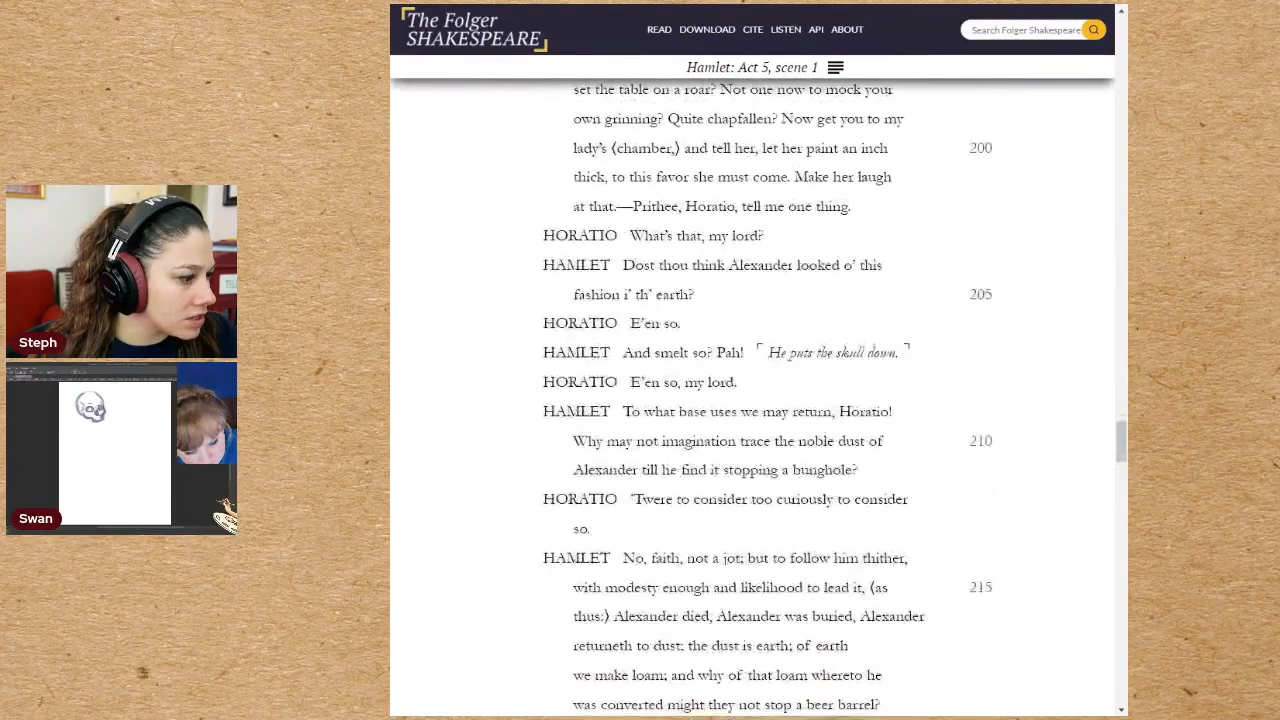 The Folger
SHAKESPEARE
READ DOWNLOAD CITE LISTEN API ABOUT
Search Folger Shakespeare
Hamlet: Act 5, scene 1
set the table on a roar? Not one now to mock your
own grinning? Quite chapfallen? Now get you to my
lady's ⟨chamber,⟩ and tell her, let her paint an inch 200
thick, to this favor she must come. Make her laugh
at that.—Prithee, Horatio, tell me one thing.
HORATIO What's that, my lord?
HAMLET Dost thou think Alexander looked o' this
fashion i' th' earth? 205
HORATIO E'en so.
HAMLET And smelt so? Pah! ⌜He puts the skull down.⌝
HORATIO E'en so, my lord.
HAMLET To what base uses we may return, Horatio!
Why may not imagination trace the noble dust of 210
Alexander till he find it stopping a bunghole?
HORATIO 'Twere to consider too curiously to consider
so.
HAMLET No, faith, not a jot; but to follow him thither,
with modesty enough and likelihood to lead it, ⟨as 215
thus:⟩ Alexander died, Alexander was buried, Alexander
returneth to dust; the dust is earth; of earth
we make loam; and why of that loam whereto he
was converted might they not stop a beer barrel?
Steph
Swan